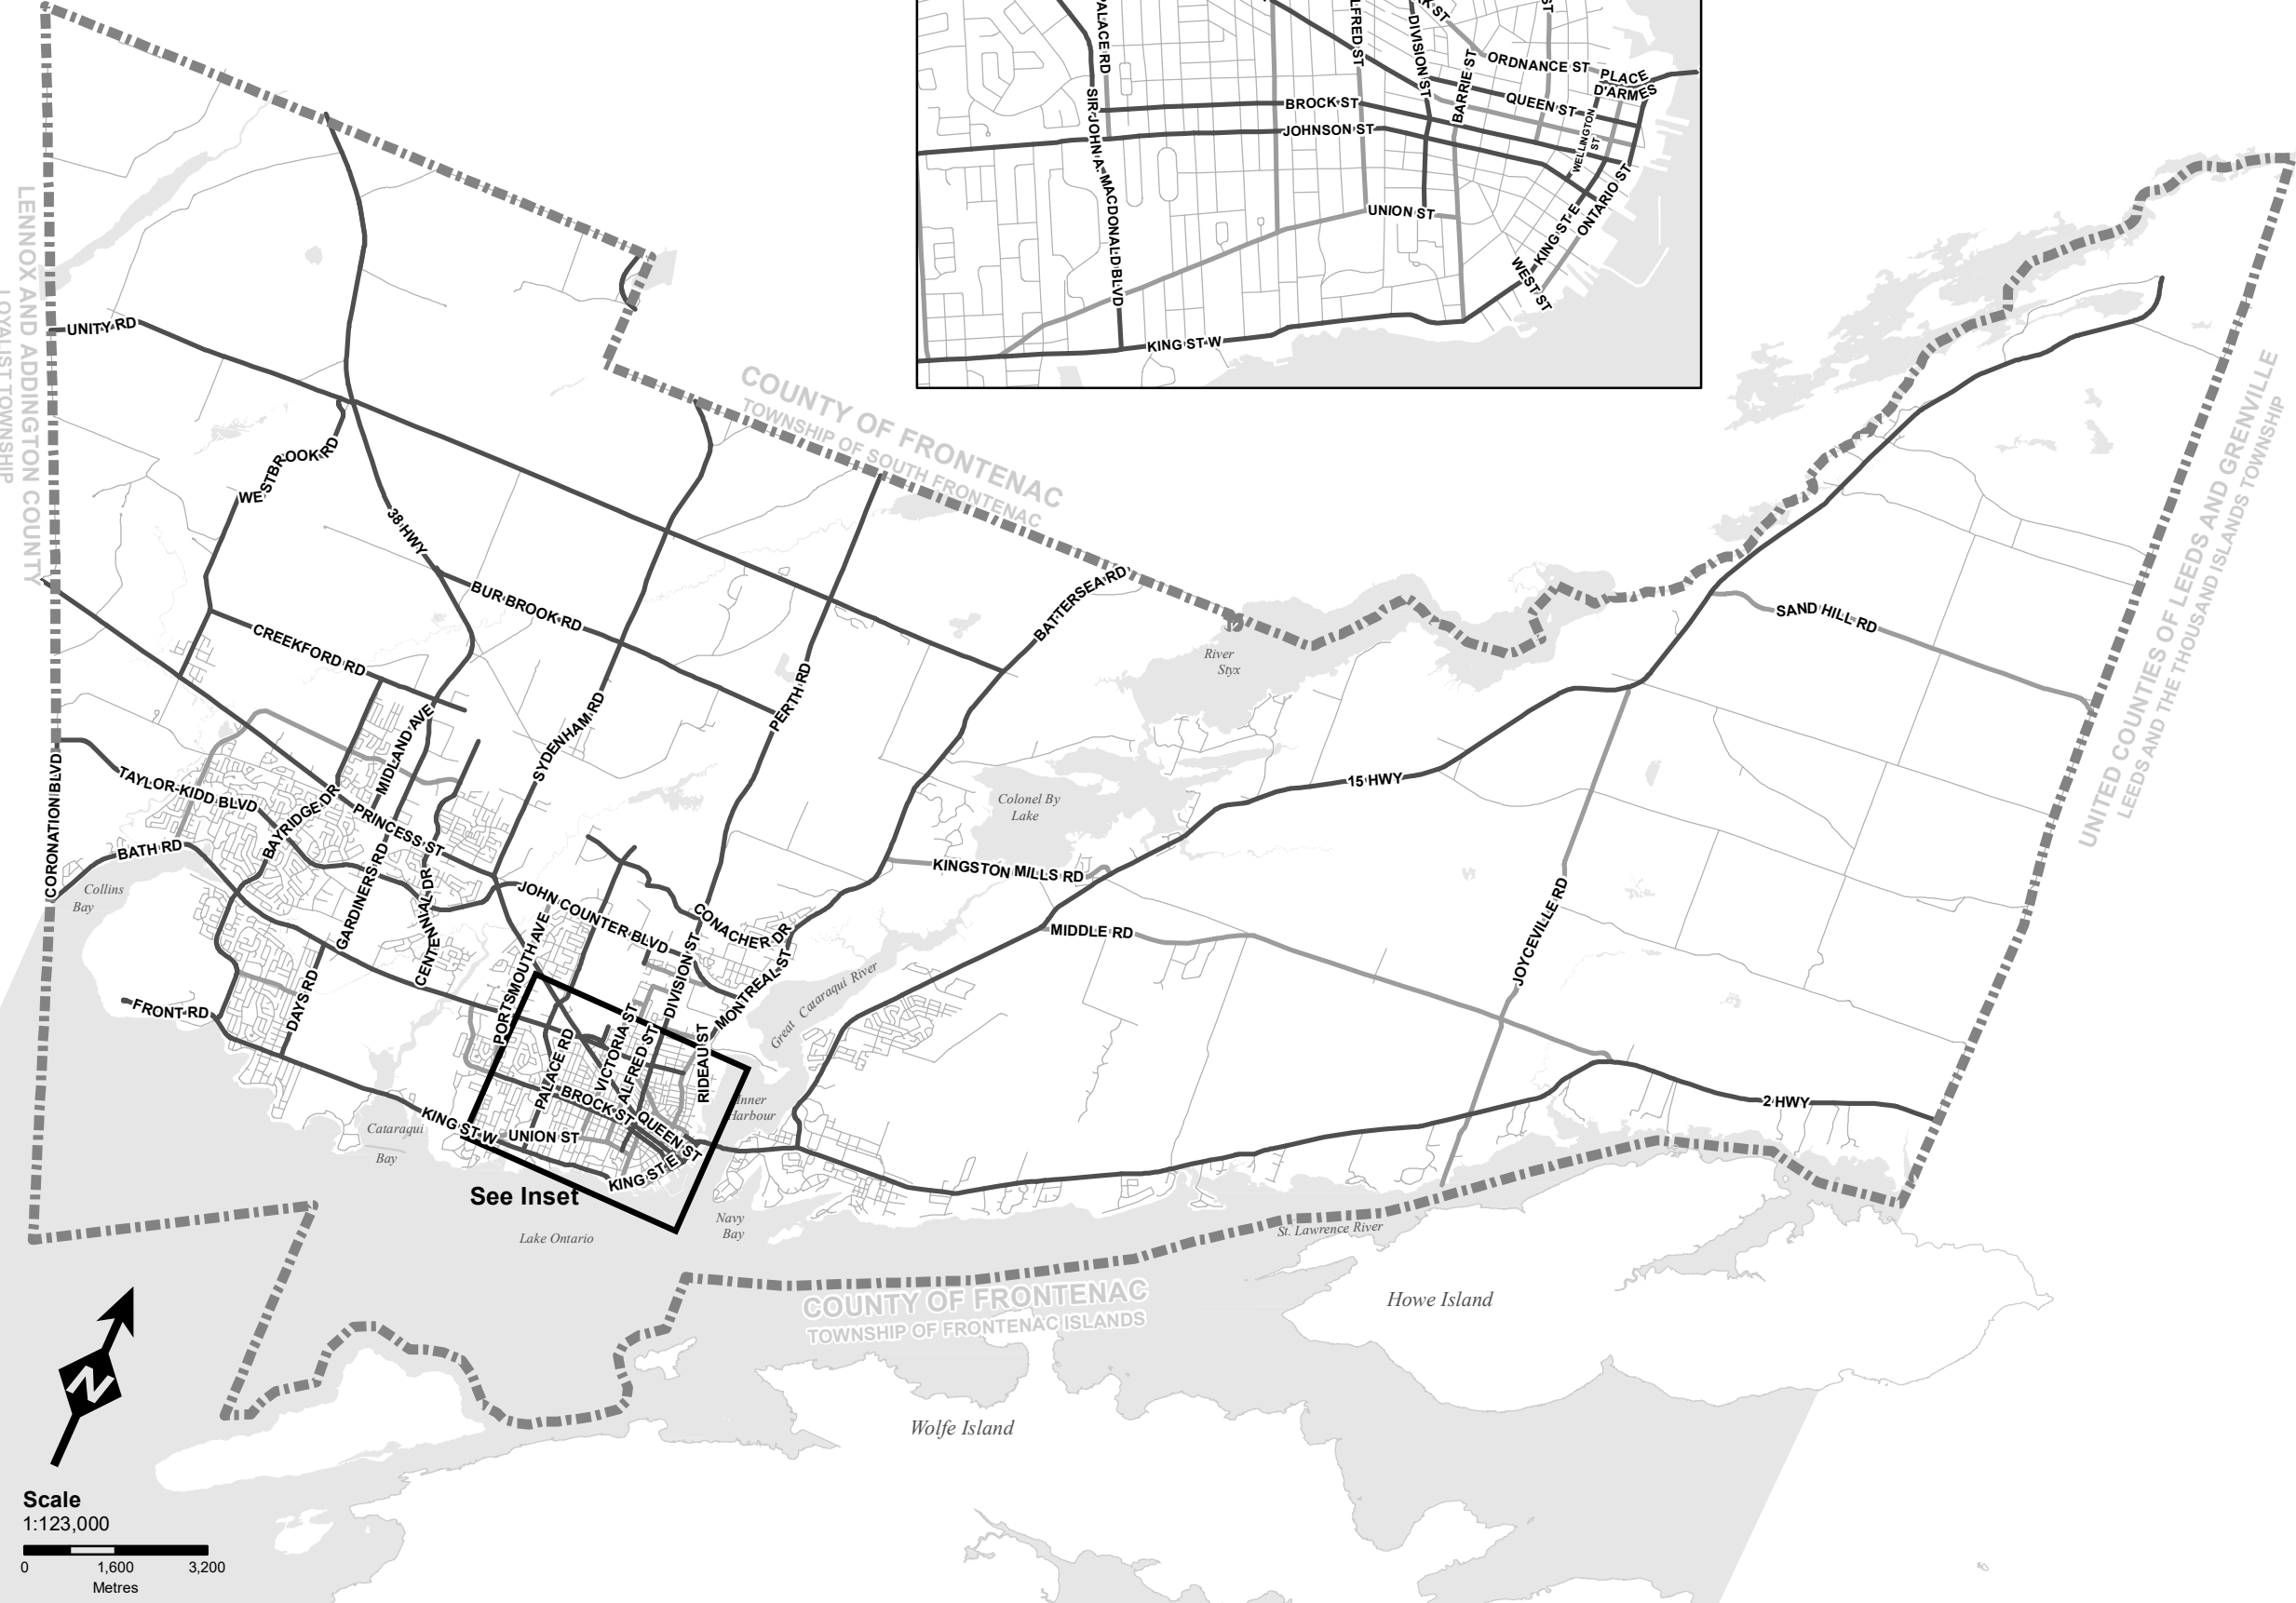 PALACE RD
ALFRED ST
DIVISION ST
ST
BARRIE ST
ORDNANCE ST
PLACE
D'ARMES
QUEEN ST
BROCK ST
JOHNSON ST
WELLINGTON
ST
SIR JOHN A. MACDONALD BLVD
UNION ST
KING ST E
ONTARIO ST
WEST ST
KING ST W
LENNOX AND ADDINGTON COUNTY
LOYALIST TOWNSHIP
UNITY RD
COUNTY OF FRONTENAC
TOWNSHIP OF SOUTH FRONTENAC
UNITED COUNTIES OF LEEDS AND GRENVILLE
LEEDS AND THE THOUSAND ISLANDS TOWNSHIP
WESTBROOK RD
38 HWY
BUR BROOK RD
BATTERSEA RD
CREEKFORD RD
SAND HILL RD
River
Styx
PERTH RD
SYDENHAM RD
MIDLAND AVE
CORONATION BLVD
TAYLOR-KIDD BLVD
BAYRIDGE DR
PRINCESS ST
15 HWY
Colonel By
Lake
BATH RD
KINGSTON MILLS RD
Collins
Bay
GARDINERS RD
CENTENNIAL DR
JOHN COUNTER BLVD
CONACHER DR
MIDDLE RD
JOYCEVILLE RD
PORTSMOUTH AVE
DIVISION ST
MONTREAL ST
Great Cataraqui River
FRONT RD
DAYS RD
PALACE RD
VICTORIA ST
ALFRED ST
RIDEAU ST
BROCK ST
QUEEN ST
Inner
Harbour
2 HWY
KING ST W
UNION ST
KING ST E
Cataraqui
Bay
See Inset
Navy
Bay
Lake Ontario
St. Lawrence River
COUNTY OF FRONTENAC
TOWNSHIP OF FRONTENAC ISLANDS
Howe Island
Wolfe Island
N
Scale
1:123,000
0 1,600 3,200
Metres